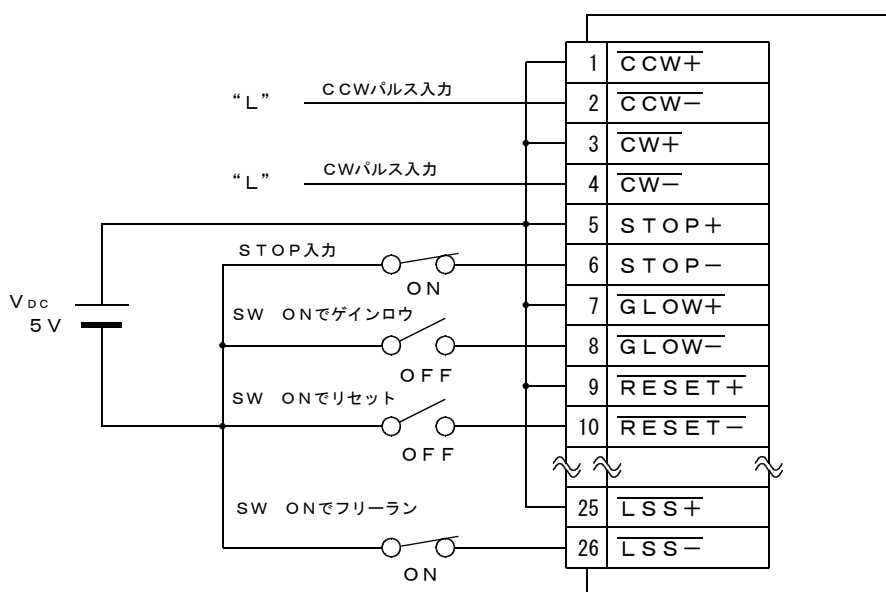 1 CCW+
“L” CCWパルス入力 2 CCW−
3 CW+
“L” CWパルス入力 4 CW−
5 STOP+
STOP入力
ON
6 STOP−
VDC
5V
7 GLOW+
SW ONでゲインロウ
OFF
8 GLOW−
9 RESET+
SW ONでリセット
OFF
10 RESET−
25 LSS+
SW ONでフリーラン
ON
26 LSS−